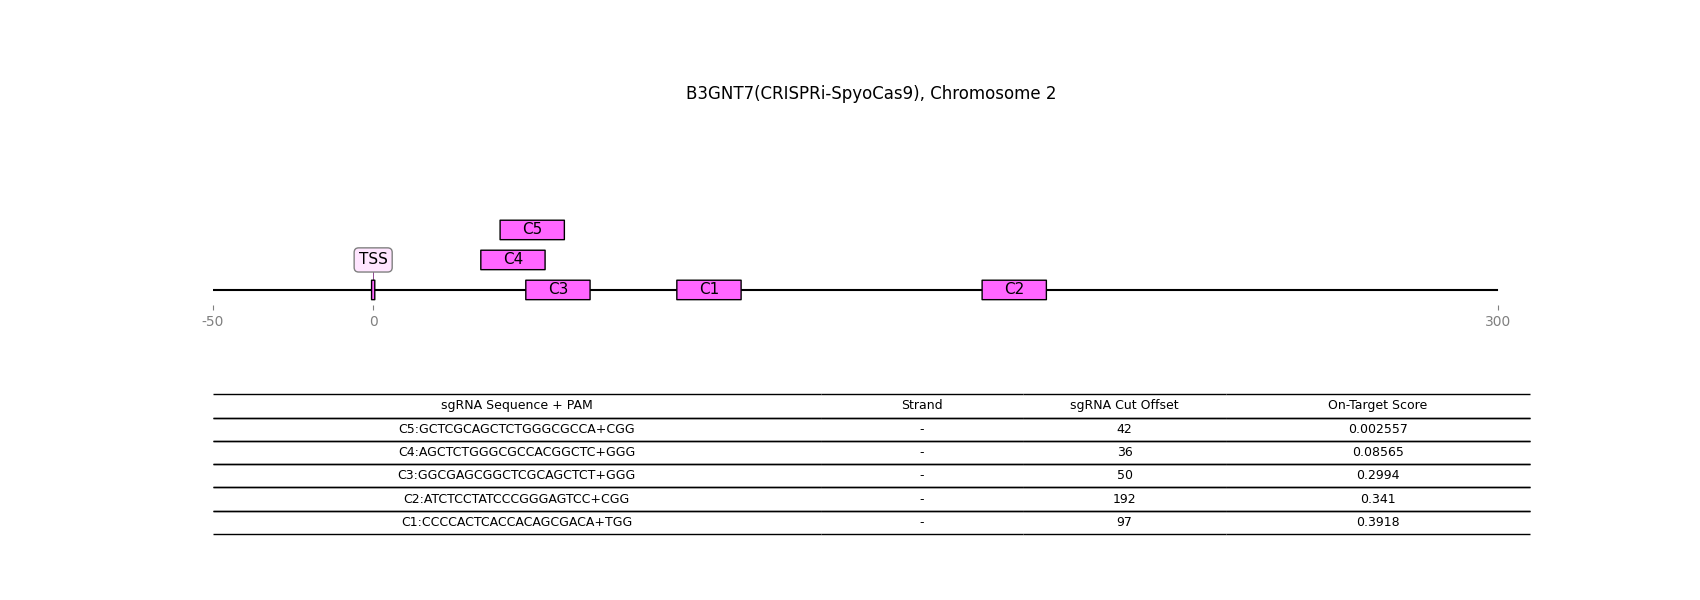 B3GNT7(CRISPRi-SpyoCas9), Chromosome 2
C5
TSS
C4
C3
C1
C2
-50
0
300
sgRNA Sequence + PAM Strand sgRNA Cut Offset On-Target Score
C5:GCTCGCAGCTCTGGGCGCCA+CGG - 42 0.002557
C4:AGCTCTGGGCGCCACGGCTC+GGG - 36 0.08565
C3:GGCGAGCGGCTCGCAGCTCT+GGG - 50 0.2994
C2:ATCTCCTATCCCGGGAGTCC+CGG - 192 0.341
C1:CCCCACTCACCACAGCGACA+TGG - 97 0.3918